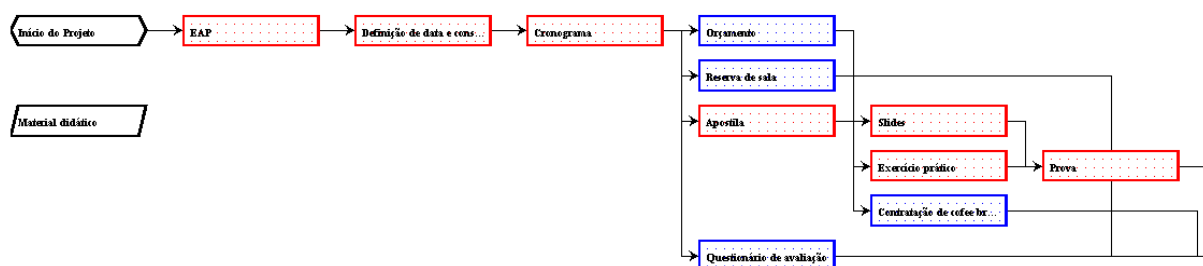 Início do Projeto
EAP
Definição de data e cons...
Cronograma
Orçamento
Reserva de sala
Material didático
Apostila
Slides
Exercício prático
Prova
Contratação de cofee br...
Questionário de avaliação